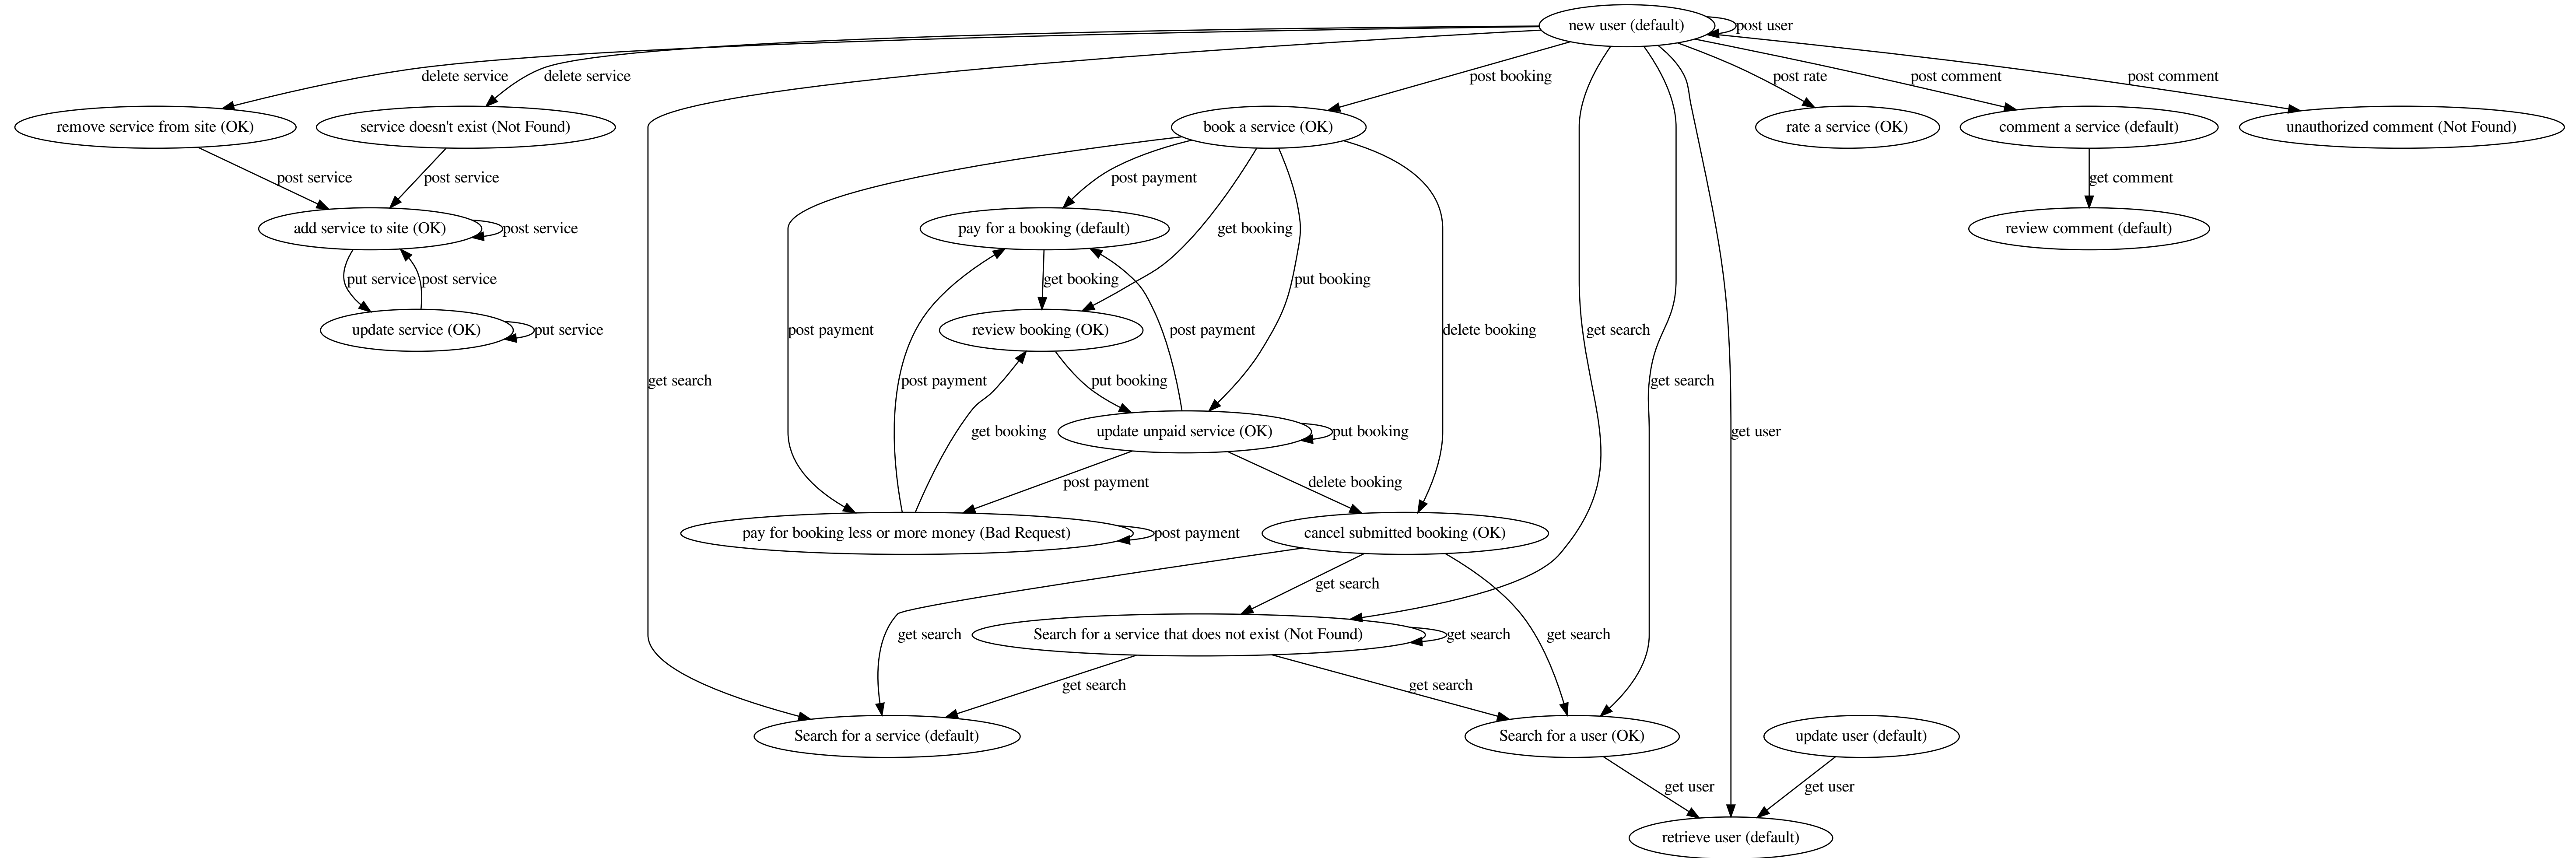 new user (default)
post user
delete service
delete service
post booking
post rate
post comment
post comment
remove service from site (OK)
service doesn't exist (Not Found)
book a service (OK)
rate a service (OK)
comment a service (default)
unauthorized comment (Not Found)
post service
post service
post payment
get comment
add service to site (OK)
post service
pay for a booking (default)
get booking
review comment (default)
put service
post service
get booking
put booking
update service (OK)
put service
post payment
review booking (OK)
post payment
delete booking
get search
get search
post payment
put booking
get search
update unpaid service (OK)
put booking
get booking
get user
post payment
delete booking
pay for booking less or more money (Bad Request)
post payment
cancel submitted booking (OK)
get search
get search
Search for a service that does not exist (Not Found)
get search
get search
get search
get search
Search for a service (default)
Search for a user (OK)
update user (default)
get user
get user
retrieve user (default)